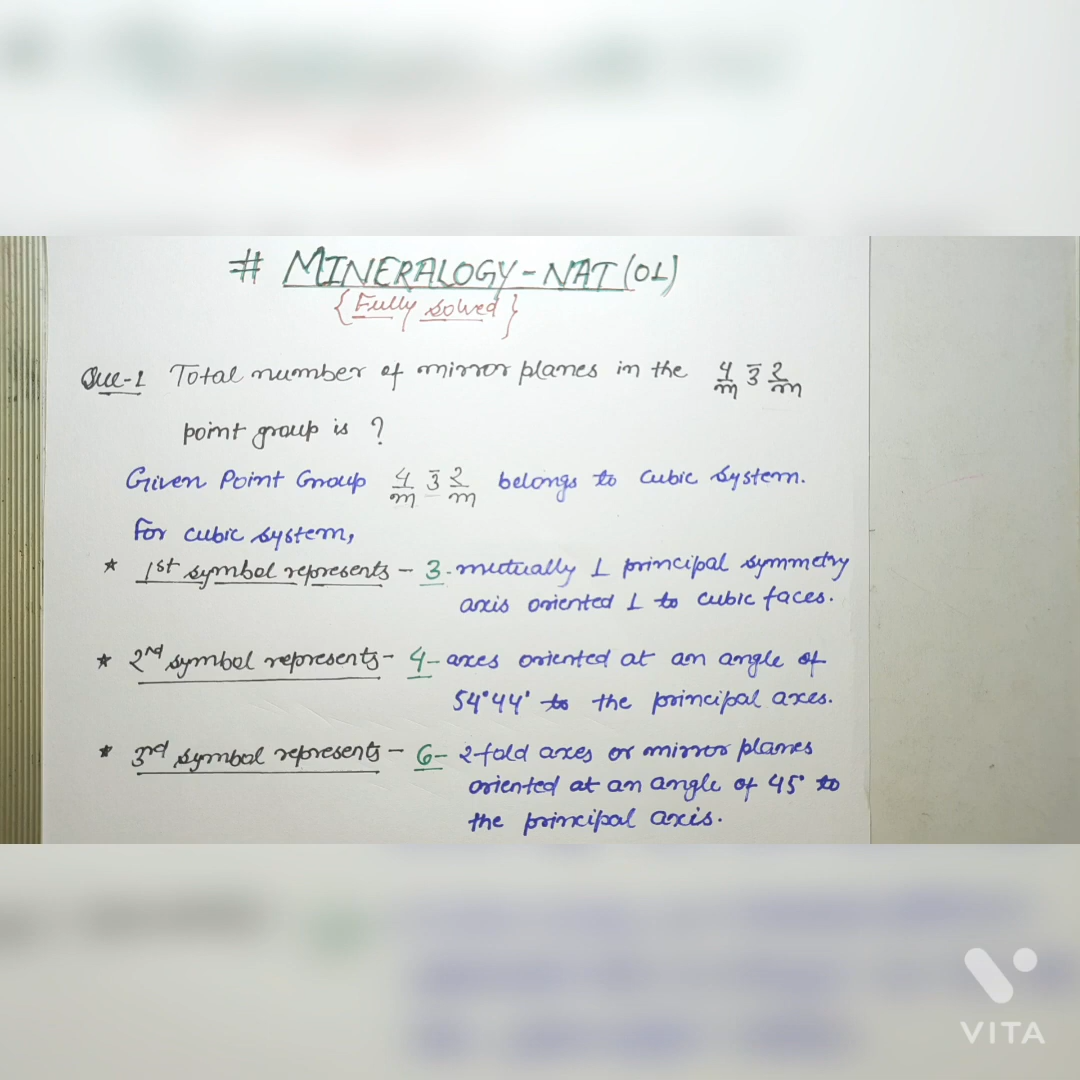 # MINERALOGY - NAT (01)
{Fully solved}
Que-1 Total number of mirror planes in the 4/m 3̅ 2/m
point group is ?
Given Point Group 4/m 3̅ 2/m belongs to cubic system.
For cubic system,
* 1st symbol represents - 3 - mutually ⊥ principal symmetry
axis oriented ⊥ to cubic faces.
* 2nd symbol represents - 4 - axes oriented at an angle of
54°44' to the principal axes.
* 3rd symbol represents - 6 - 2-fold axes or mirror planes
oriented at an angle of 45° to
the principal axis.
VITA